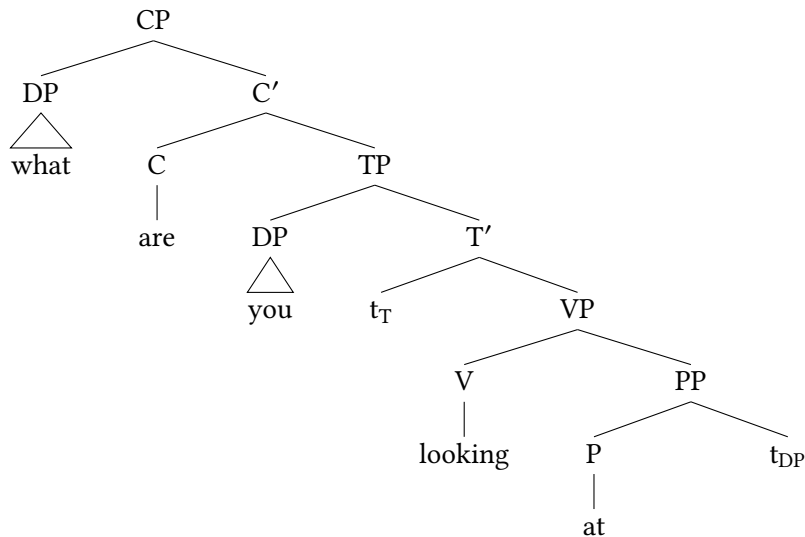 CP
DP C′
what C TP
are DP T′
you t_T VP
V PP
looking P t_DP
at